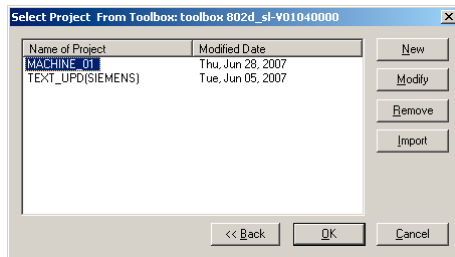 Select Project From Toolbox: toolbox 802d_sl-V01040000
Name of Project Modified Date
MACHINE_01 Thu, Jun 28, 2007
TEXT_UPD(SIEMENS) Tue, Jun 05, 2007
New
Modify
Remove
Import
<< Back OK Cancel